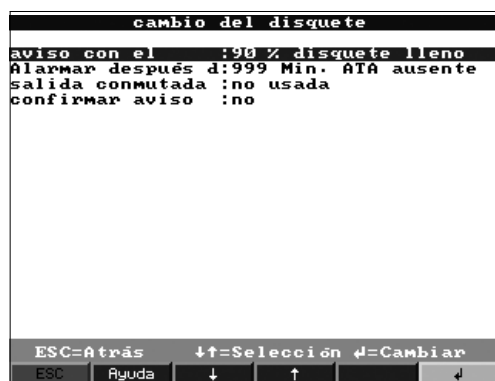 cambio del disquete
aviso con el :90 % disquete lleno
Alarmar después d:999 Min. ATA ausente
salida conmutada :no usada
confirmar aviso :no
ESC=Atrás ↓↑=Selección ↲=Cambiar
ESC Ayuda ↓ ↑ ↲